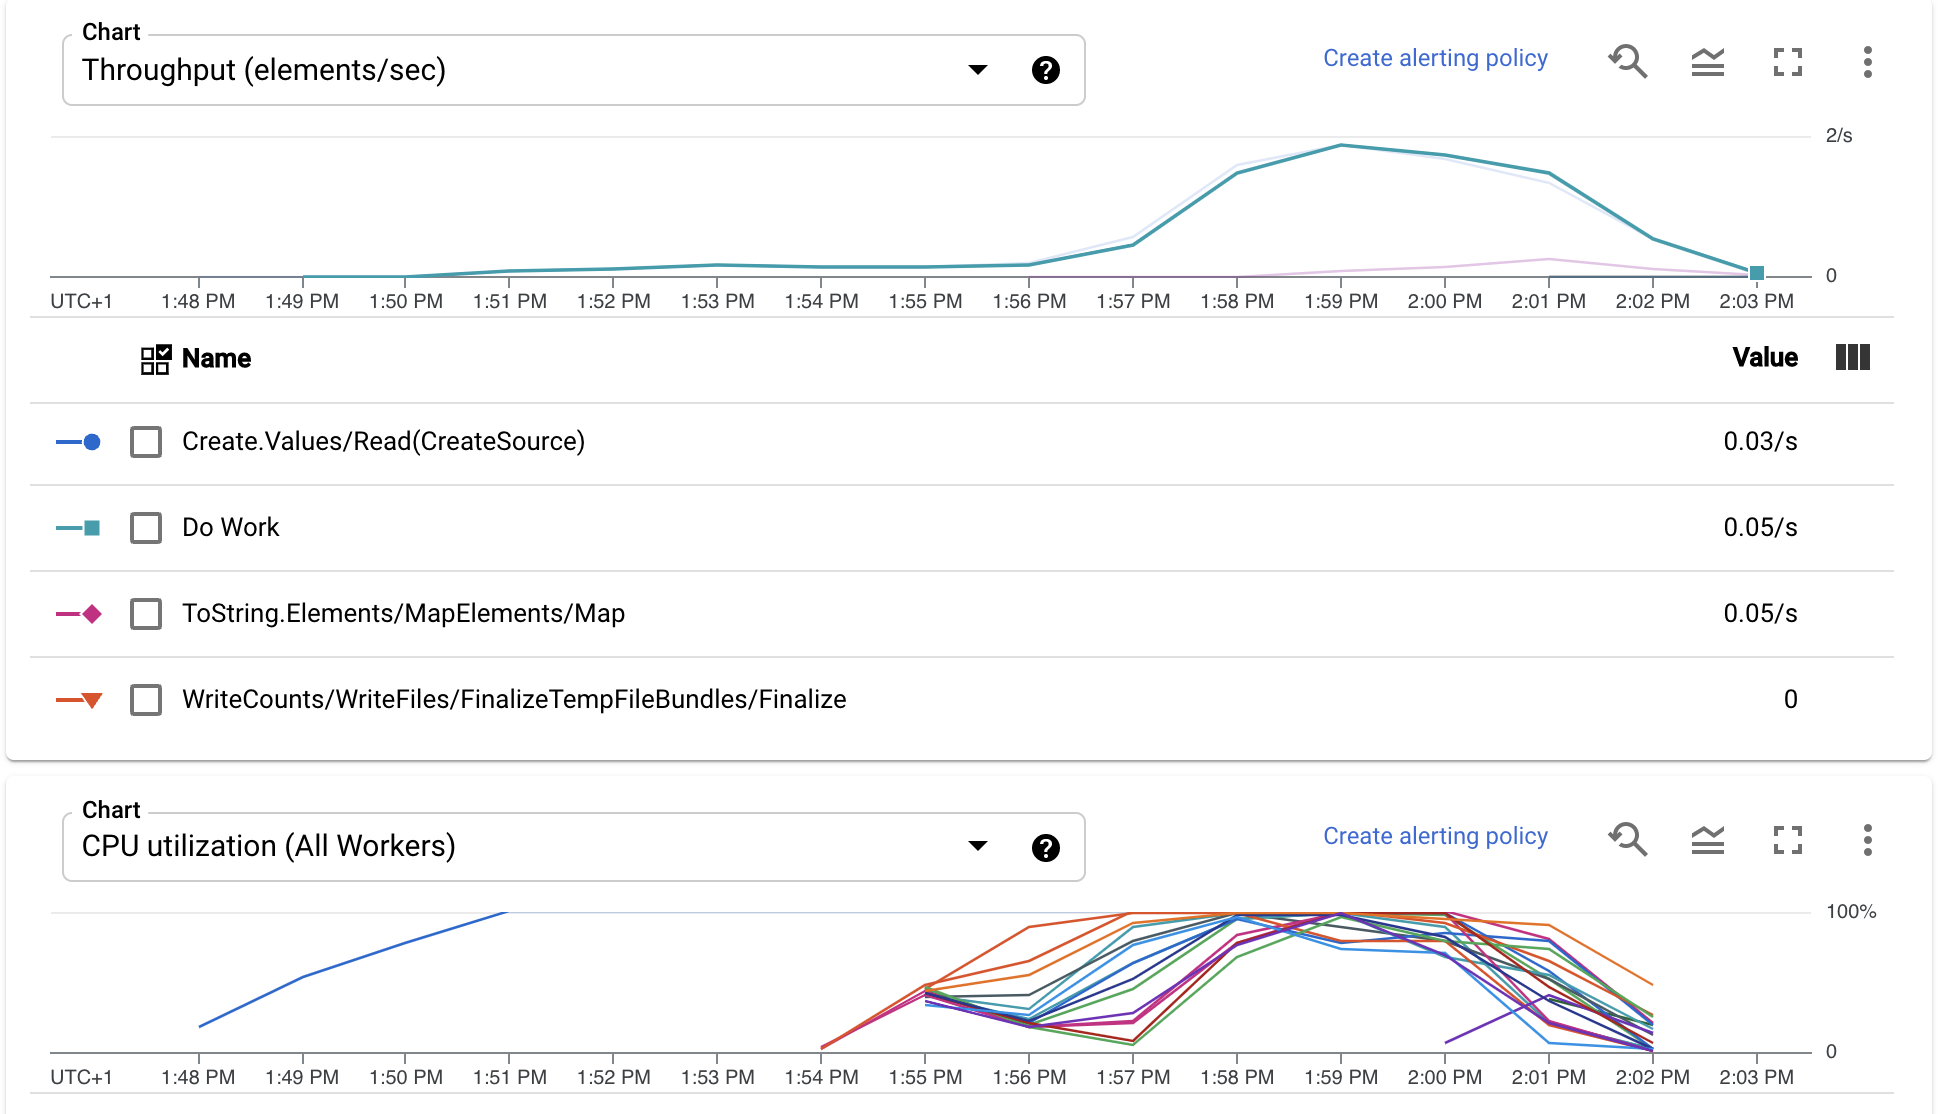 Chart
Throughput (elements/sec)
Create alerting policy
2/s
0
UTC+1 1:48 PM 1:49 PM 1:50 PM 1:51 PM 1:52 PM 1:53 PM 1:54 PM 1:55 PM 1:56 PM 1:57 PM 1:58 PM 1:59 PM 2:00 PM 2:01 PM 2:02 PM 2:03 PM
Name Value
Create.Values/Read(CreateSource) 0.03/s
Do Work 0.05/s
ToString.Elements/MapElements/Map 0.05/s
WriteCounts/WriteFiles/FinalizeTempFileBundles/Finalize 0
Chart
CPU utilization (All Workers)
Create alerting policy
100%
0
UTC+1 1:48 PM 1:49 PM 1:50 PM 1:51 PM 1:52 PM 1:53 PM 1:54 PM 1:55 PM 1:56 PM 1:57 PM 1:58 PM 1:59 PM 2:00 PM 2:01 PM 2:02 PM 2:03 PM